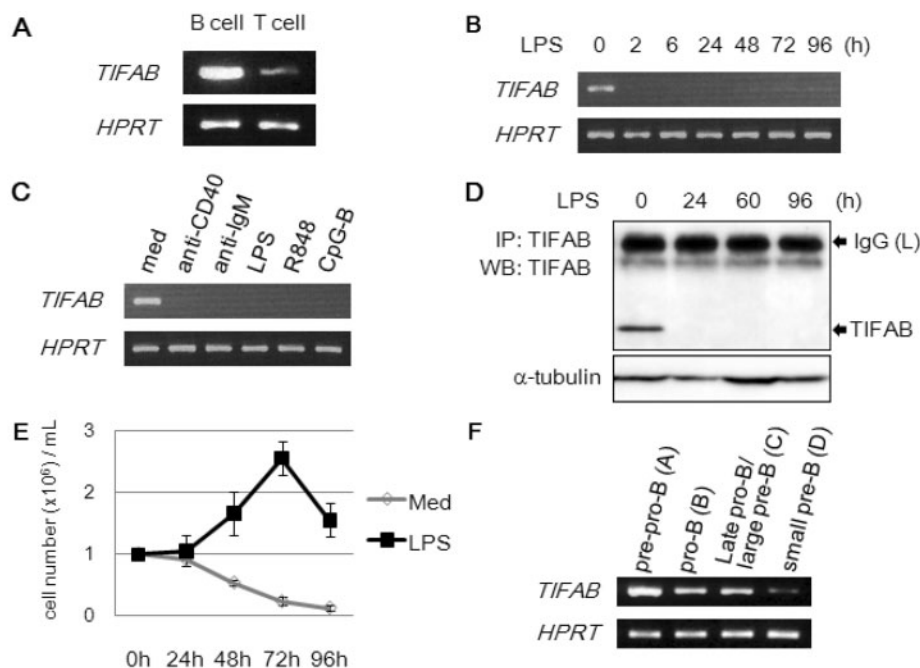 A
B cell T cell
TIFAB
HPRT
B
LPS 0 2 6 24 48 72 96 (h)
TIFAB
HPRT
C
med
anti-CD40
anti-IgM
LPS
R848
CpG-B
TIFAB
HPRT
D
LPS 0 24 60 96 (h)
IP: TIFAB
WB: TIFAB
IgG (L)
TIFAB
α-tubulin
E
cell number (x10⁶) / mL
3
2
1
0
0h 24h 48h 72h 96h
Med
LPS
F
pre-pro-B (A)
pro-B (B)
Late pro-B/
large pre-B (C)
small pre-B (D)
TIFAB
HPRT